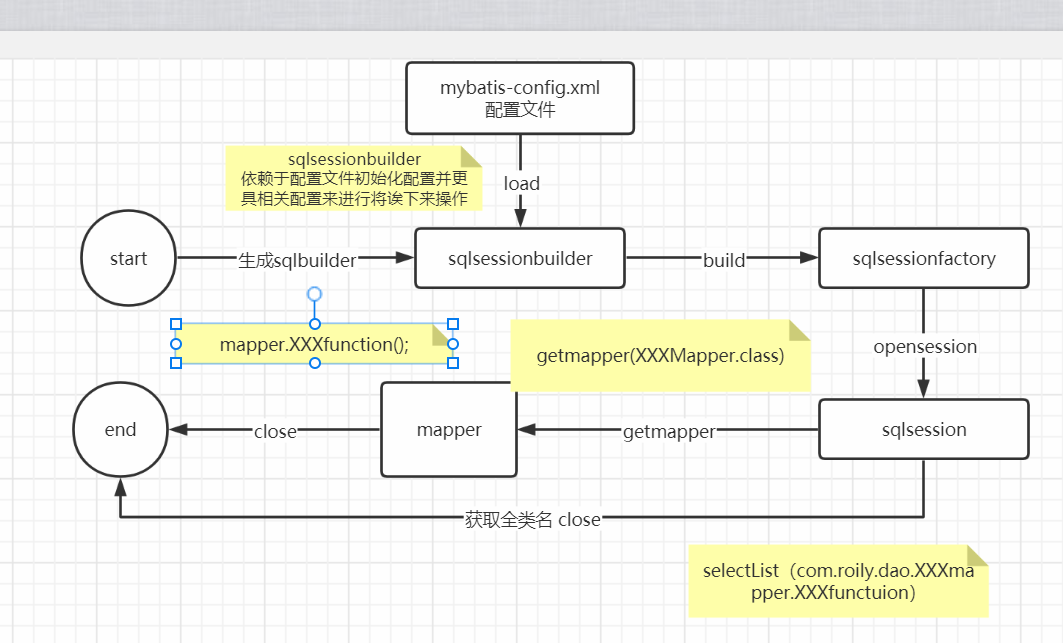 mybatis-config.xml
配置文件
sqlsessionbuilder
依赖于配置文件初始化配置并更
具相关配置来进行将诶下来操作
load
start
生成sqlbuilder
sqlsessionbuilder
build
sqlsessionfactory
mapper.XXXfunction();
getmapper(XXXMapper.class)
opensession
end
close
mapper
getmapper
sqlsession
获取全类名 close
selectList（com.roily.dao.XXXma
pper.XXXfunctuion）